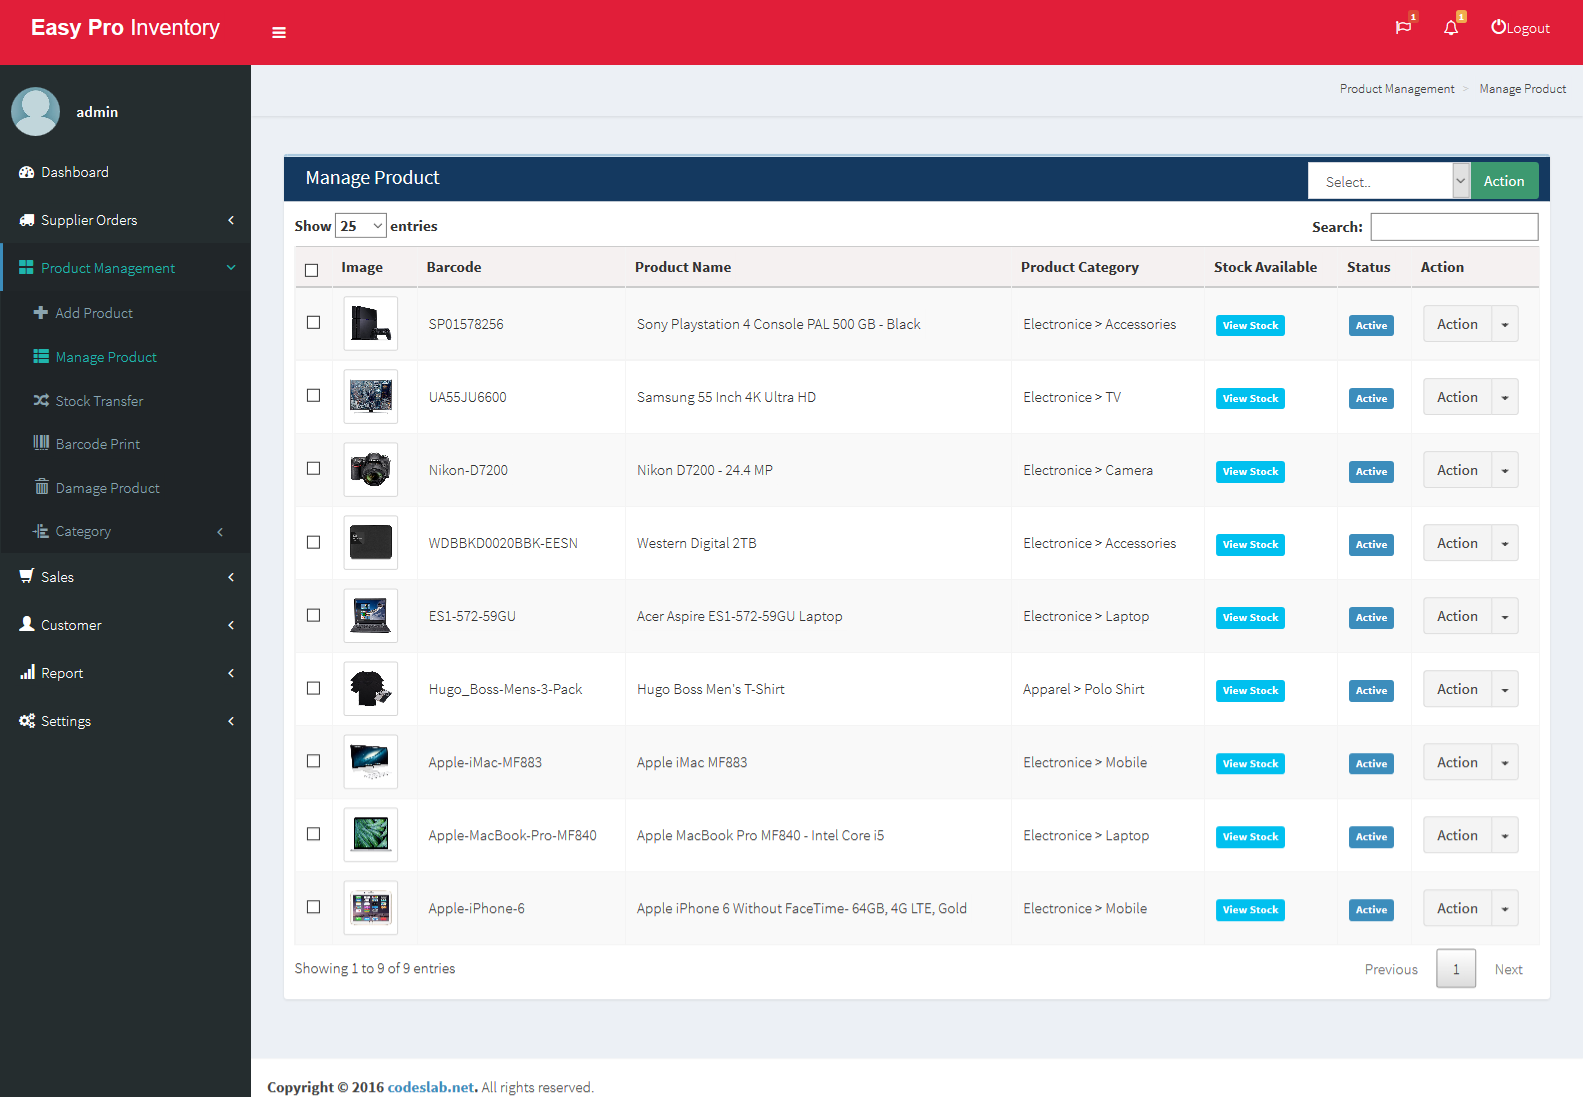 Easy Pro Inventory
1
1
Logout
Product Management > Manage Product
admin
Dashboard
Supplier Orders
Product Management
Add Product
Manage Product
Stock Transfer
Barcode Print
Damage Product
Category
Sales
Customer
Report
Settings
Manage Product
Select..
Action
Show 25 entries
Search:
Image Barcode Product Name Product Category Stock Available Status Action
SP01578256 Sony Playstation 4 Console PAL 500 GB - Black Electronice > Accessories View Stock Active Action
UA55JU6600 Samsung 55 Inch 4K Ultra HD Electronice > TV View Stock Active Action
Nikon-D7200 Nikon D7200 - 24.4 MP Electronice > Camera View Stock Active Action
WDBBKD0020BBK-EESN Western Digital 2TB Electronice > Accessories View Stock Active Action
ES1-572-59GU Acer Aspire ES1-572-59GU Laptop Electronice > Laptop View Stock Active Action
Hugo_Boss-Mens-3-Pack Hugo Boss Men's T-Shirt Apparel > Polo Shirt View Stock Active Action
Apple-iMac-MF883 Apple iMac MF883 Electronice > Mobile View Stock Active Action
Apple-MacBook-Pro-MF840 Apple MacBook Pro MF840 - Intel Core i5 Electronice > Laptop View Stock Active Action
Apple-iPhone-6 Apple iPhone 6 Without FaceTime- 64GB, 4G LTE, Gold Electronice > Mobile View Stock Active Action
Showing 1 to 9 of 9 entries
Previous 1 Next
Copyright © 2016 codeslab.net. All rights reserved.